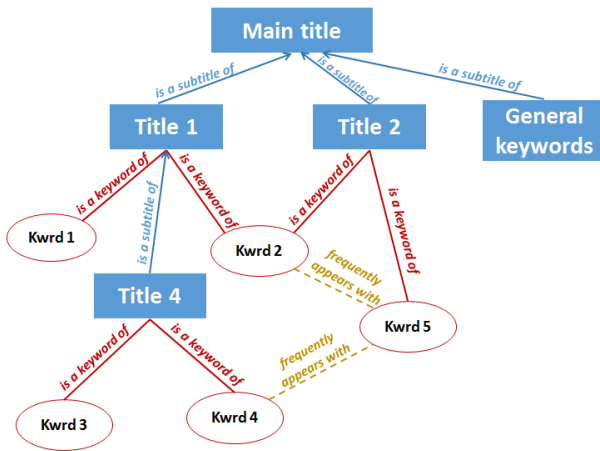 Main title
is a subtitle of
is a subtitle of
is a subtitle of
Title 1
Title 2
General
keywords
is a keyword of
is a keyword of
is a keyword of
is a keyword of
is a subtitle of
Kwrd 1
Kwrd 2
frequently
appears with
Title 4
Kwrd 5
is a keyword of
is a keyword of
frequently
appears with
Kwrd 3
Kwrd 4